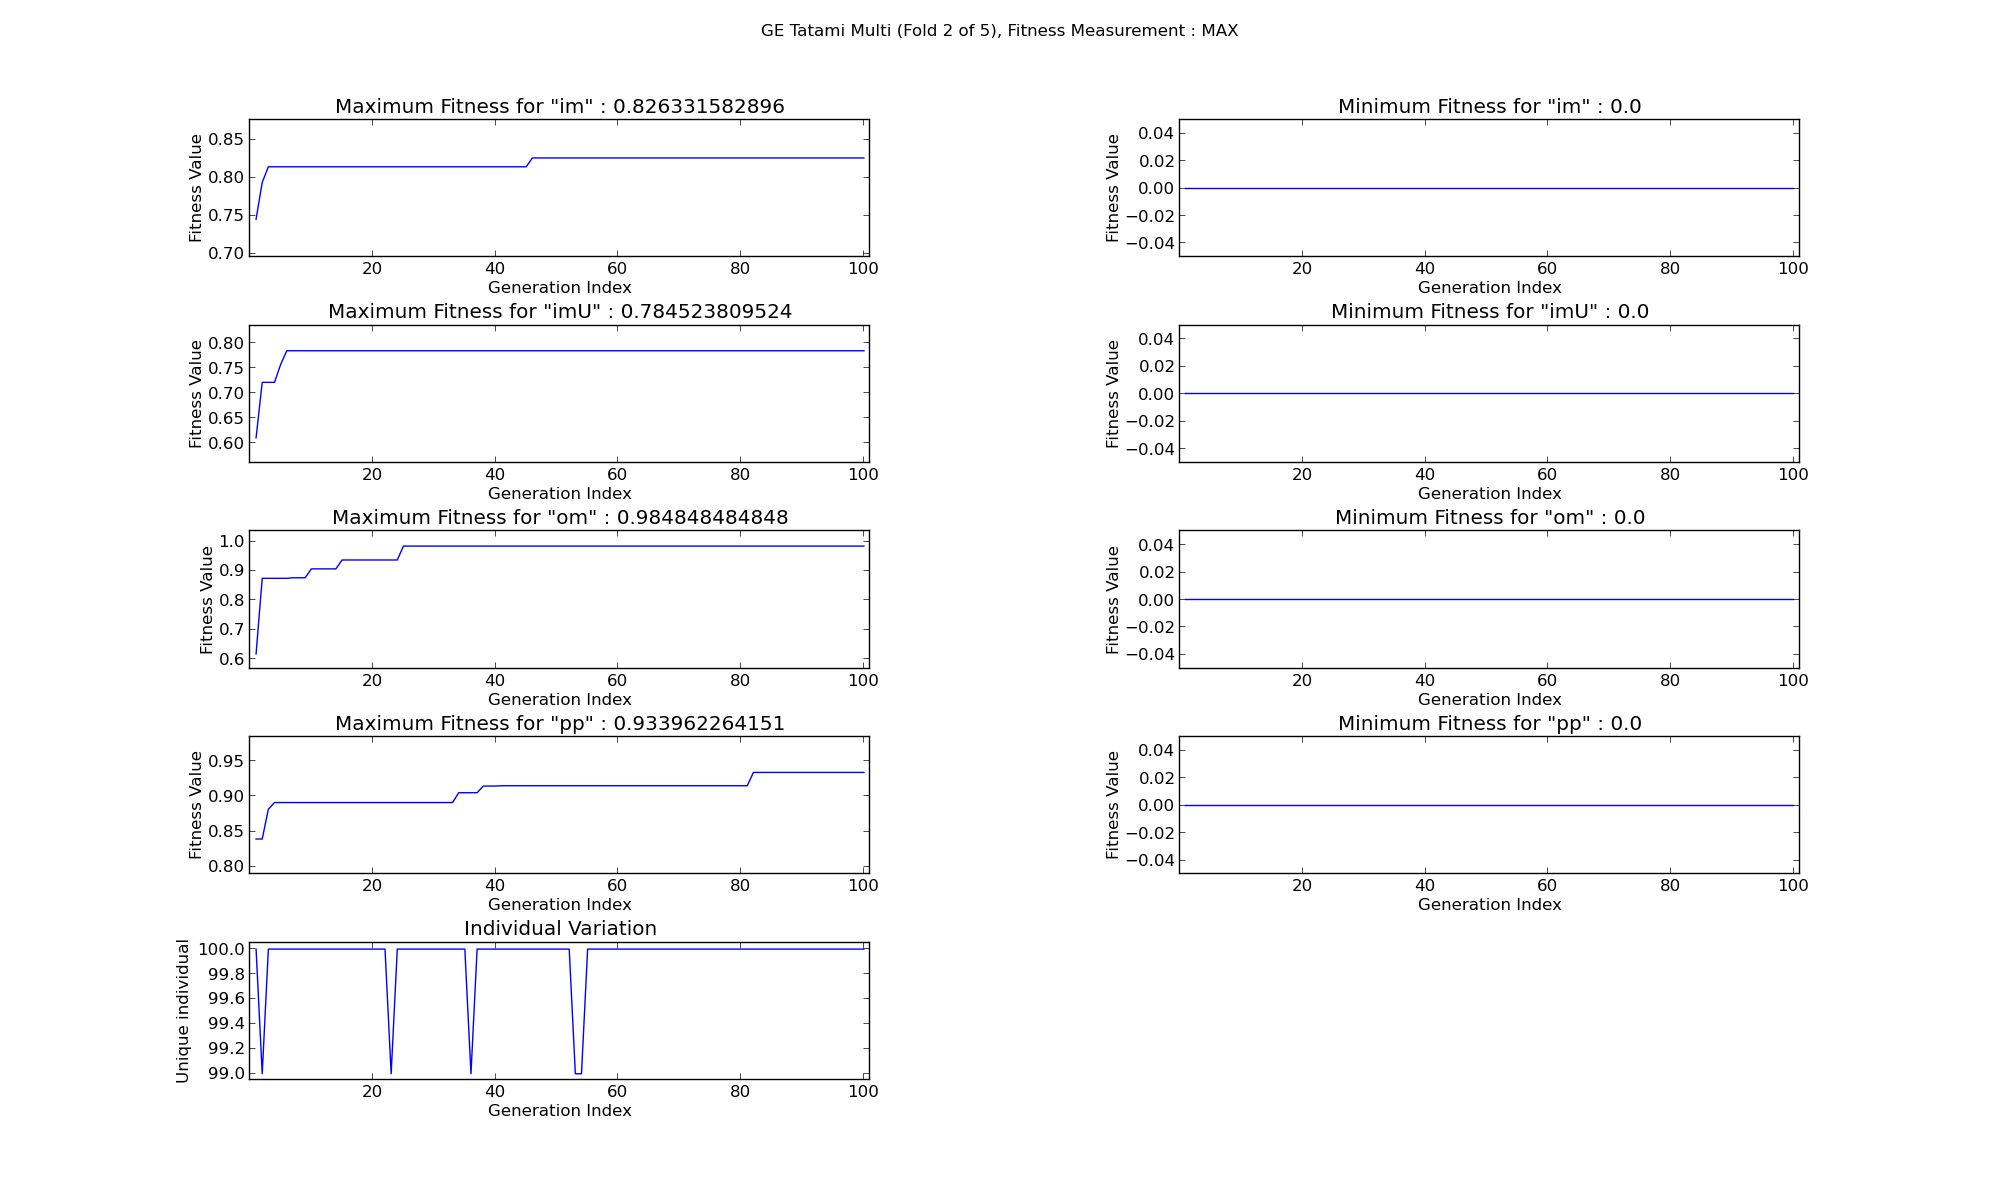 GE Tatami Multi (Fold 2 of 5), Fitness Measurement : MAX
Maximum Fitness for "im" : 0.826331582896
Fitness Value
0.85
0.80
0.75
0.70
20 40 60 80 100
Generation Index
Minimum Fitness for "im" : 0.0
Fitness Value
0.04
0.02
0.00
−0.02
−0.04
20 40 60 80 100
Generation Index
Maximum Fitness for "imU" : 0.784523809524
Fitness Value
0.80
0.75
0.70
0.65
0.60
20 40 60 80 100
Generation Index
Minimum Fitness for "imU" : 0.0
Fitness Value
0.04
0.02
0.00
−0.02
−0.04
20 40 60 80 100
Generation Index
Maximum Fitness for "om" : 0.984848484848
Fitness Value
1.0
0.9
0.8
0.7
0.6
20 40 60 80 100
Generation Index
Minimum Fitness for "om" : 0.0
Fitness Value
0.04
0.02
0.00
−0.02
−0.04
20 40 60 80 100
Generation Index
Maximum Fitness for "pp" : 0.933962264151
Fitness Value
0.95
0.90
0.85
0.80
20 40 60 80 100
Generation Index
Minimum Fitness for "pp" : 0.0
Fitness Value
0.04
0.02
0.00
−0.02
−0.04
20 40 60 80 100
Generation Index
Individual Variation
Unique individual
100.0
99.8
99.6
99.4
99.2
99.0
20 40 60 80 100
Generation Index